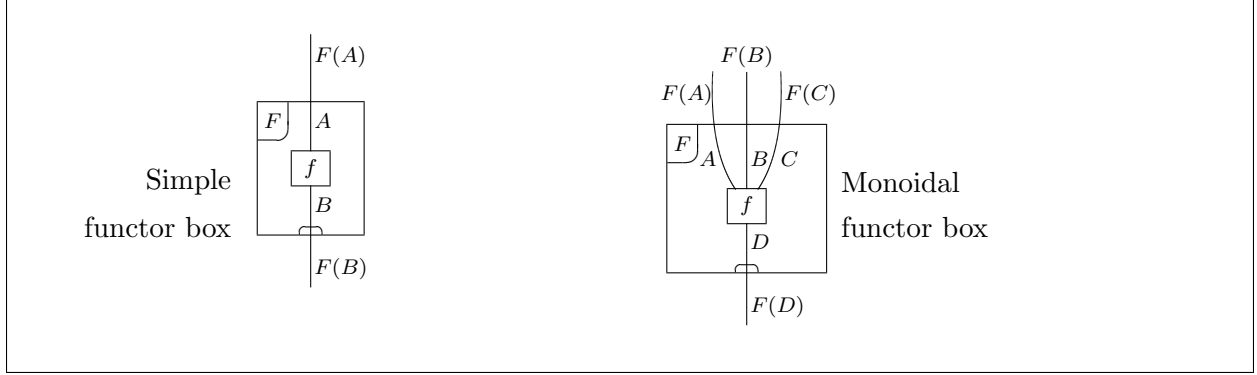 F(A)
F
A
f
B
F(B)
Simple
functor box
F(B)
F(A)
F(C)
F
A
B
C
f
D
F(D)
Monoidal
functor box